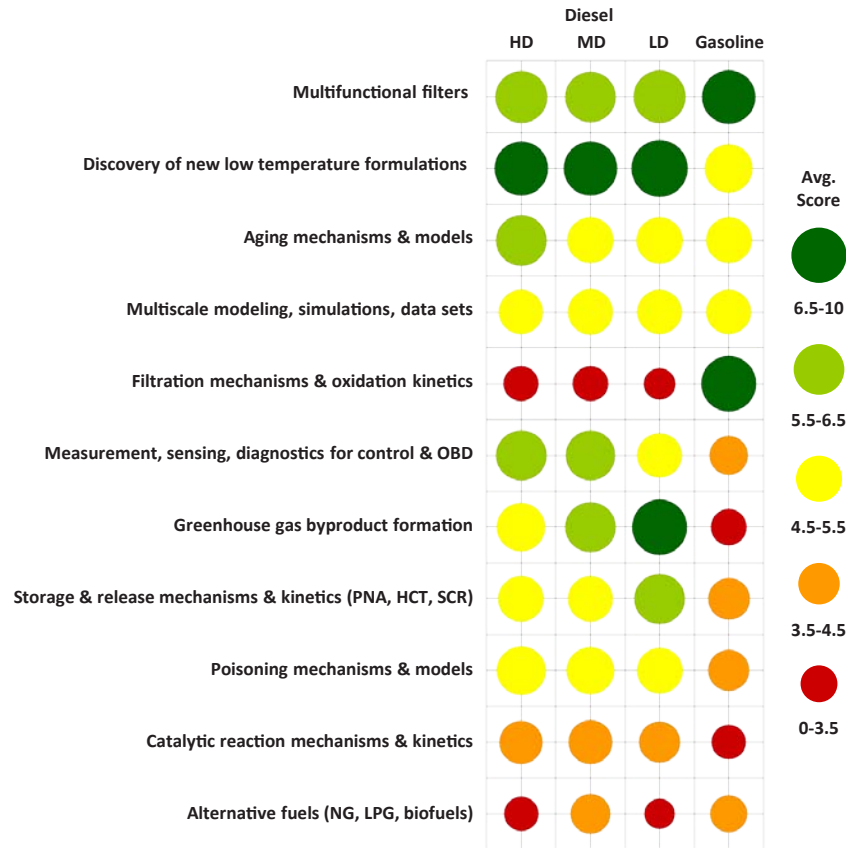 Diesel
HD MD LD Gasoline
Multifunctional filters
Discovery of new low temperature formulations
Avg.
Score
Aging mechanisms & models
Multiscale modeling, simulations, data sets
6.5-10
Filtration mechanisms & oxidation kinetics
5.5-6.5
Measurement, sensing, diagnostics for control & OBD
Greenhouse gas byproduct formation
4.5-5.5
Storage & release mechanisms & kinetics (PNA, HCT, SCR)
3.5-4.5
Poisoning mechanisms & models
0-3.5
Catalytic reaction mechanisms & kinetics
Alternative fuels (NG, LPG, biofuels)